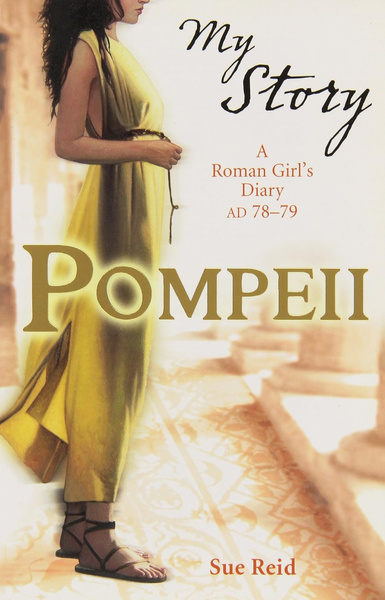 My
Story
A
Roman Girl's
Diary
AD 78–79
POMPEII
Sue Reid